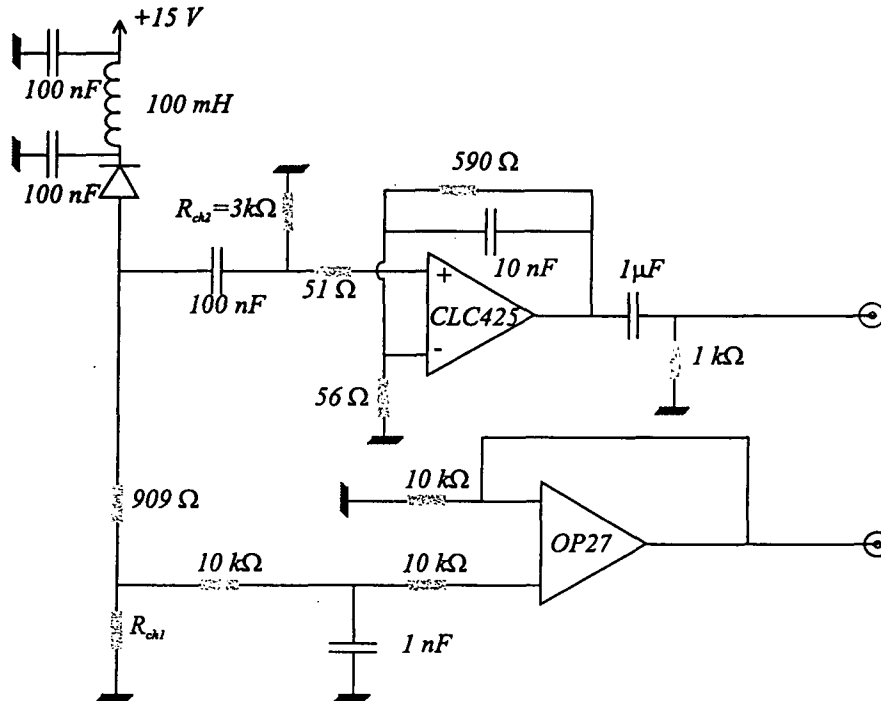 +15 V
100 nF
100 mH
100 nF
590 Ω
R_ch2=3kΩ
10 nF
1μF
100 nF
51 Ω
+
CLC425
-
1 kΩ
56 Ω
909 Ω
10 kΩ
OP27
10 kΩ
10 kΩ
R_ch1
1 nF